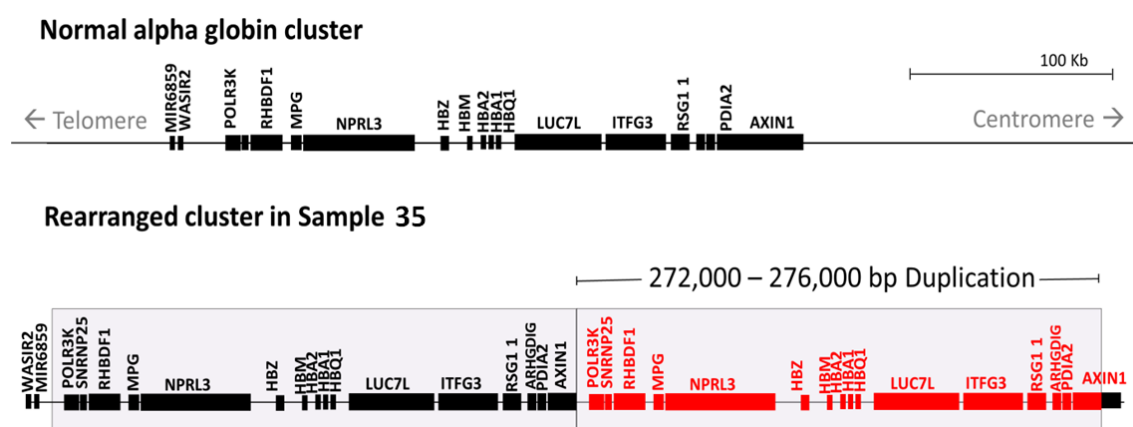 Normal alpha globin cluster
100 Kb
← Telomere
MIR6859
WASIR2
POLR3K
RHBDF1
MPG
NPRL3
HBZ
HBM
HBA2
HBA1
HBQ1
LUC7L
ITFG3
RSG1 1
PDIA2
AXIN1
Centromere →
Rearranged cluster in Sample 35
272,000 – 276,000 bp Duplication
WASIR2
MIR6859
POLR3K
SNRNP25
RHBDF1
MPG
NPRL3
HBZ
HBM
HBA2
HBA1
HBQ1
LUC7L
ITFG3
RSG1 1
ARHGDIG
PDIA2
AXIN1
POLR3K
SNRNP25
RHBDF1
MPG
NPRL3
HBZ
HBM
HBA2
HBA1
HBQ1
LUC7L
ITFG3
RSG1 1
ARHGDIG
PDIA2
AXIN1